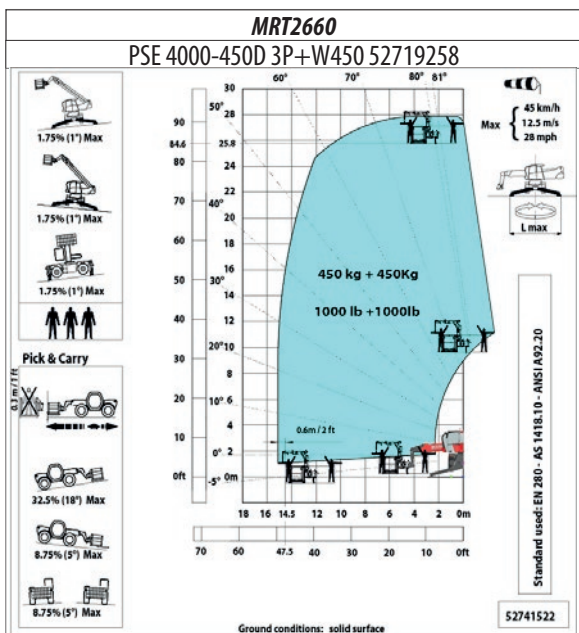 MRT2660
PSE 4000-450D 3P+W450 52719258
1.75% (1°) Max
1.75% (1°) Max
1.75% (1°) Max
Pick & Carry
0.3 m / 1 ft
32.5% (18°) Max
8.75% (5°) Max
8.75% (5°) Max
60° 70° 80° 81°
50°
40°
30°
20°
10°
0°
-5°
90
84.6
80
70
60
50
40
30
20
10
0ft
30
28
25.8
24
22
20
18
16
14
12
10
8
6
4
2
0m
450 kg + 450Kg
1000 lb +1000lb
0.6m / 2 ft
18 16 14.5 12 10 8 6 4 2 0m
70 60 47.5 40 30 20 10 0ft
Ground conditions: solid surface
Max
45 km/h
12.5 m/s
28 mph
L max
Standard used: EN 280 - AS 1418.10 - ANSI A92.20
52741522